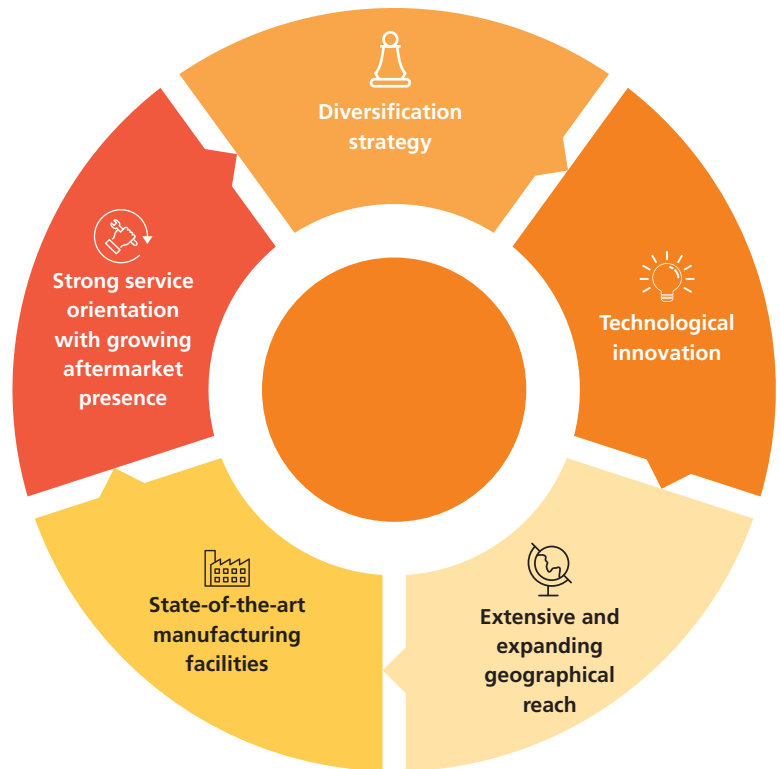 Diversification
strategy
Technological
innovation
Extensive and
expanding
geographical
reach
State-of-the-art
manufacturing
facilities
Strong service
orientation
with growing
aftermarket
presence